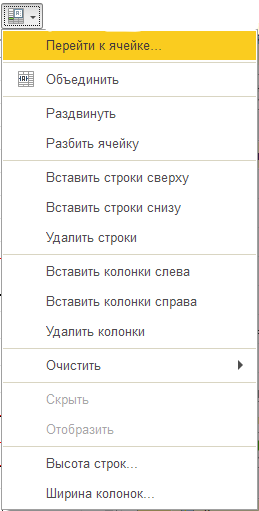 Перейти к ячейке...
Объединить
Раздвинуть
Разбить ячейку
Вставить строки сверху
Вставить строки снизу
Удалить строки
Вставить колонки слева
Вставить колонки справа
Удалить колонки
Очистить
Скрыть
Отобразить
Высота строк...
Ширина колонок...